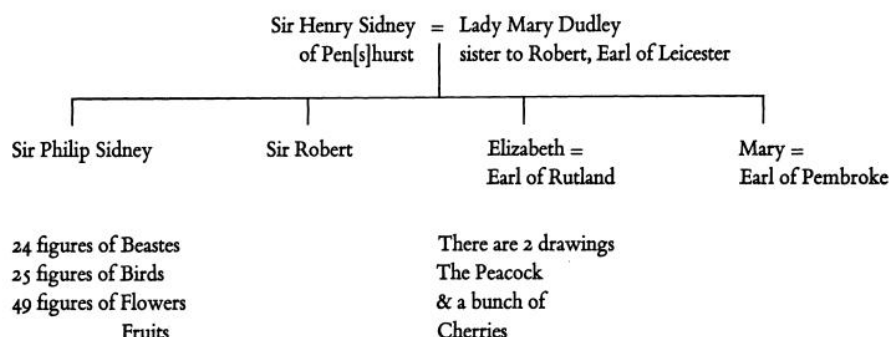 Sir Henry Sidney = Lady Mary Dudley
of Pen[s]hurst sister to Robert, Earl of Leicester
Sir Philip Sidney Sir Robert Elizabeth = Mary =
Earl of Rutland Earl of Pembroke
24 figures of Beastes There are 2 drawings
25 figures of Birds The Peacock
49 figures of Flowers & a bunch of
Fruits Cherries